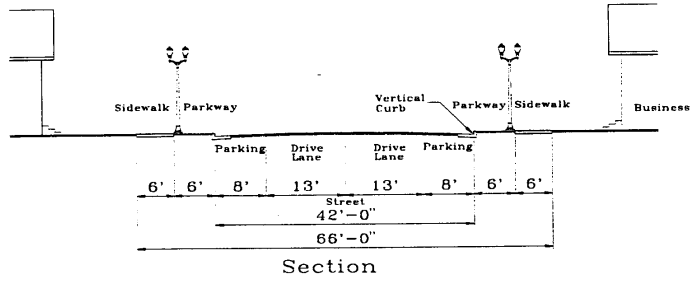 Sidewalk Parkway
Vertical
Curb
Parkway Sidewalk
Business
Parking
Drive
Lane
Drive
Lane
Parking
6' 6' 8' 13' 13' 8' 6' 6'
Street
42'-0"
66'-0"
Section